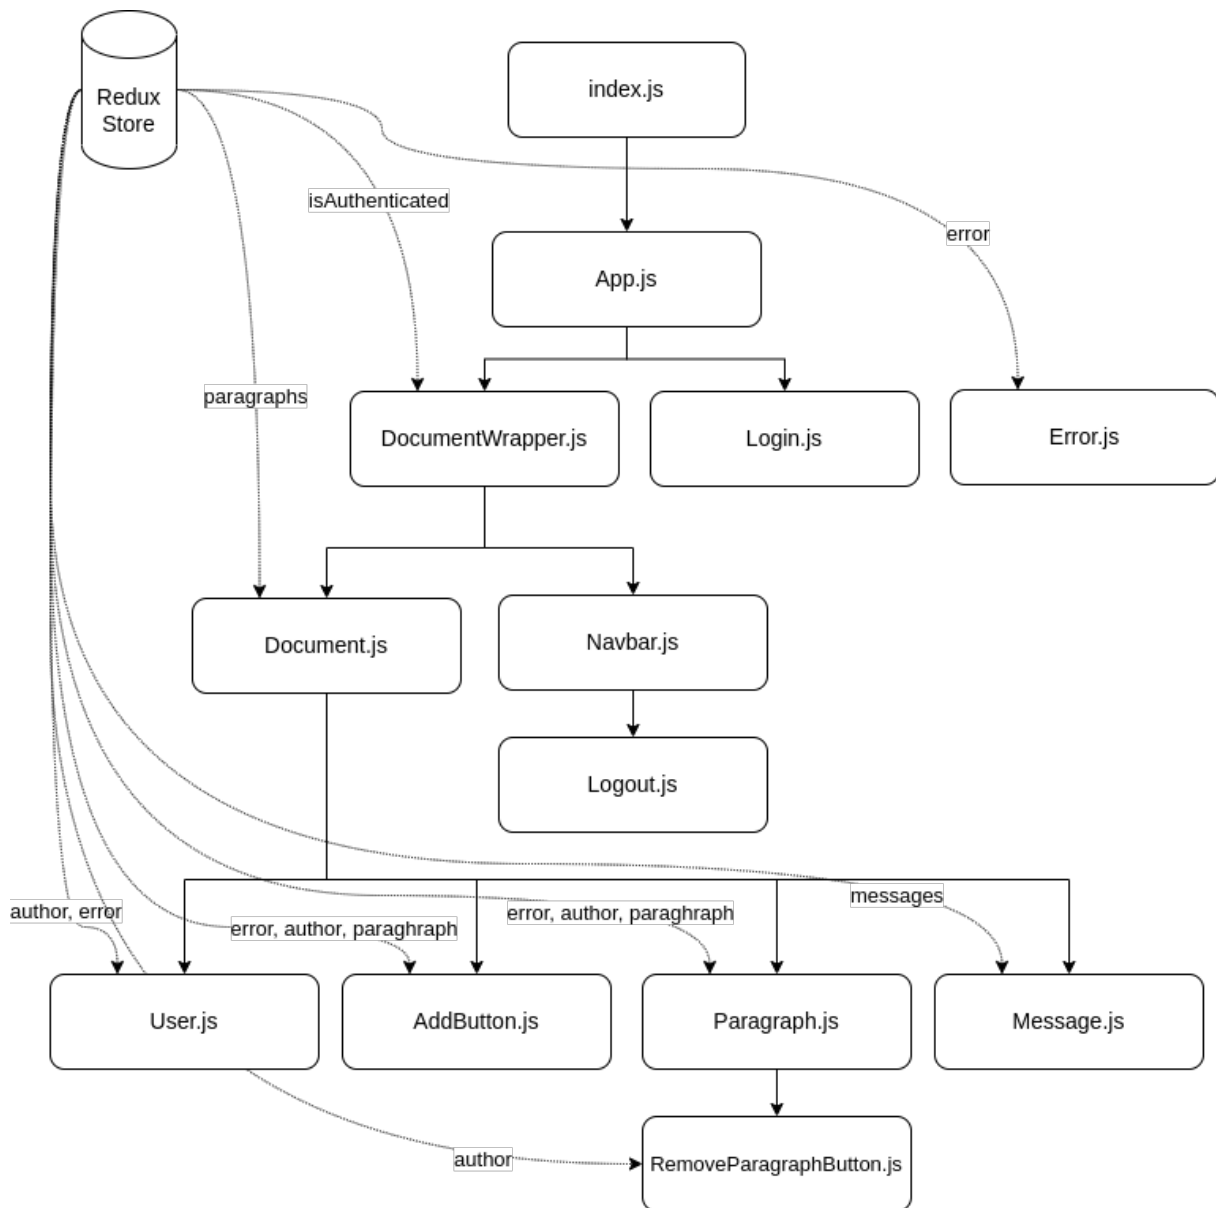 Redux
Store
index.js
isAuthenticated
error
App.js
paragraphs
DocumentWrapper.js
Login.js
Error.js
Document.js
Navbar.js
Logout.js
author, error
error, author, paraghraph
error, author, paraghraph
messages
User.js
AddButton.js
Paragraph.js
Message.js
author
RemoveParagraphButton.js